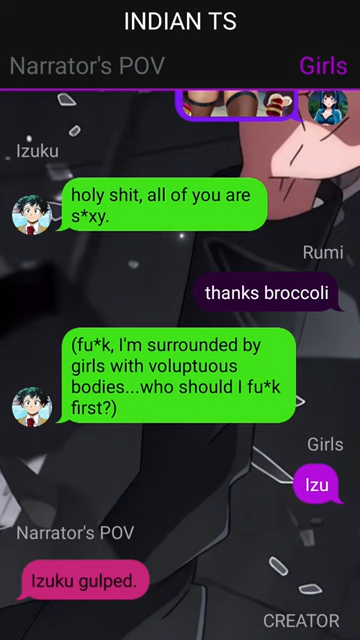 INDIAN TS
Narrator's POV
Girls
Izuku
holy shit, all of you are
s*xy.
Rumi
thanks broccoli
(fu*k, I'm surrounded by
girls with voluptuous
bodies...who should I fu*k
first?)
Girls
Izu
Narrator's POV
Izuku gulped.
CREATOR